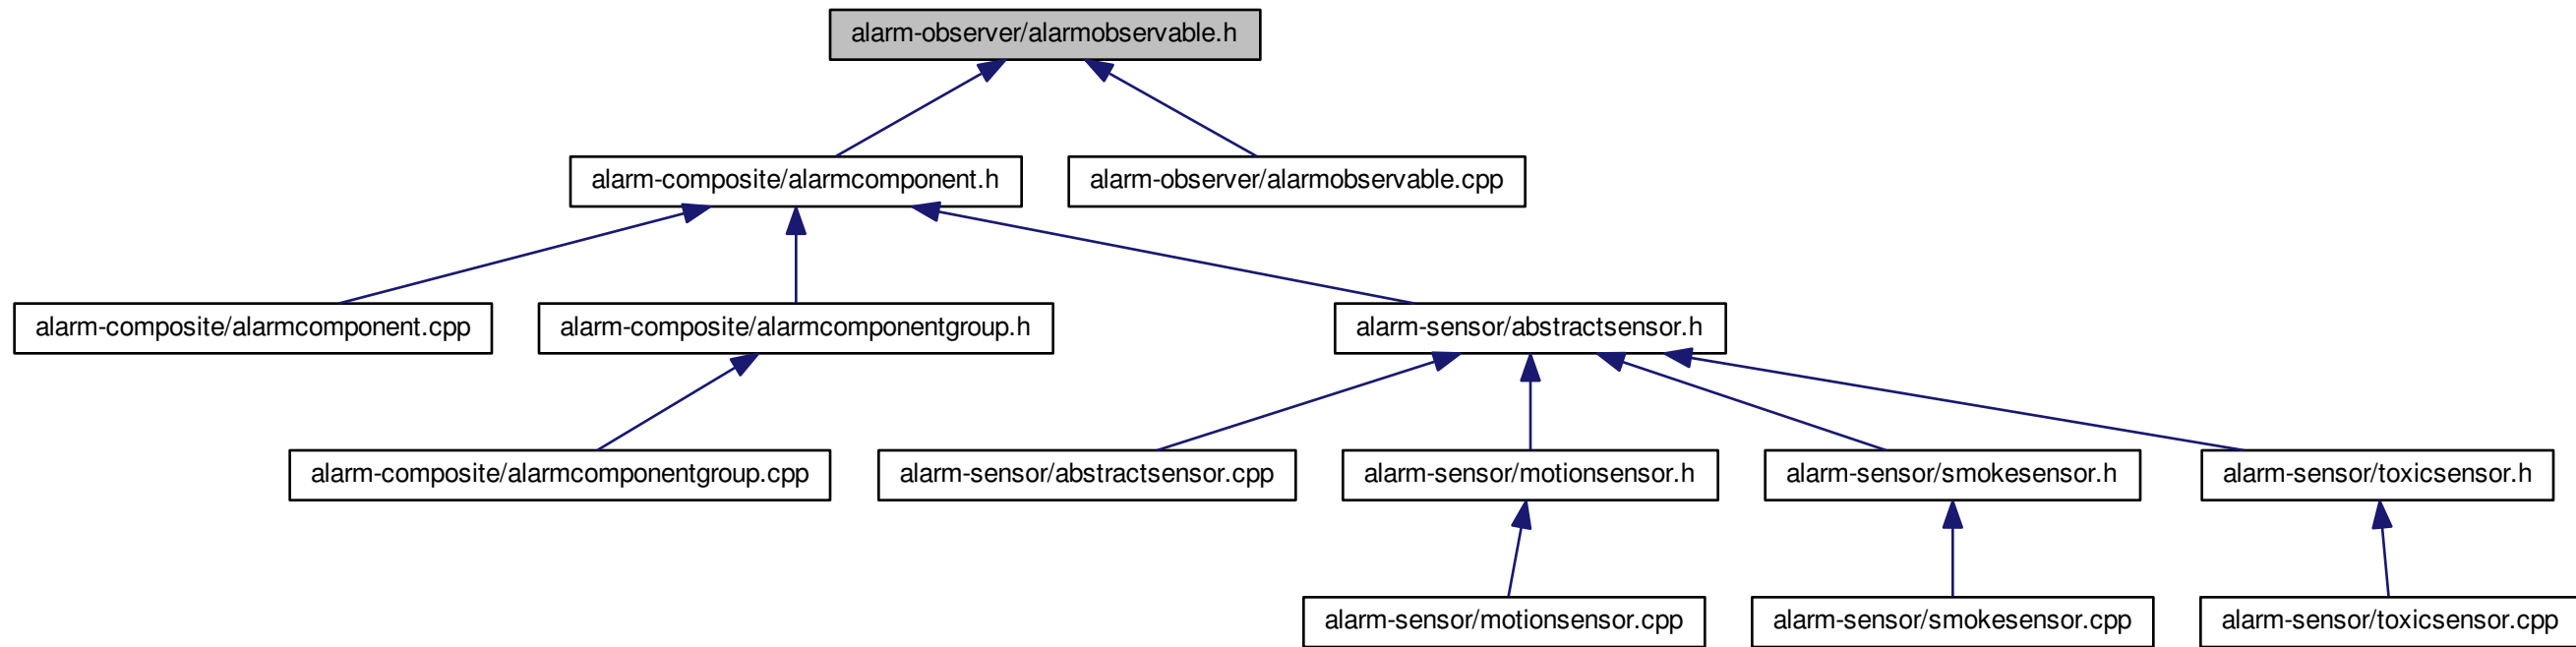 alarm-observer/alarmobservable.h
alarm-composite/alarmcomponent.h
alarm-observer/alarmobservable.cpp
alarm-composite/alarmcomponent.cpp
alarm-composite/alarmcomponentgroup.h
alarm-sensor/abstractsensor.h
alarm-composite/alarmcomponentgroup.cpp
alarm-sensor/abstractsensor.cpp
alarm-sensor/motionsensor.h
alarm-sensor/smokesensor.h
alarm-sensor/toxicsensor.h
alarm-sensor/motionsensor.cpp
alarm-sensor/smokesensor.cpp
alarm-sensor/toxicsensor.cpp